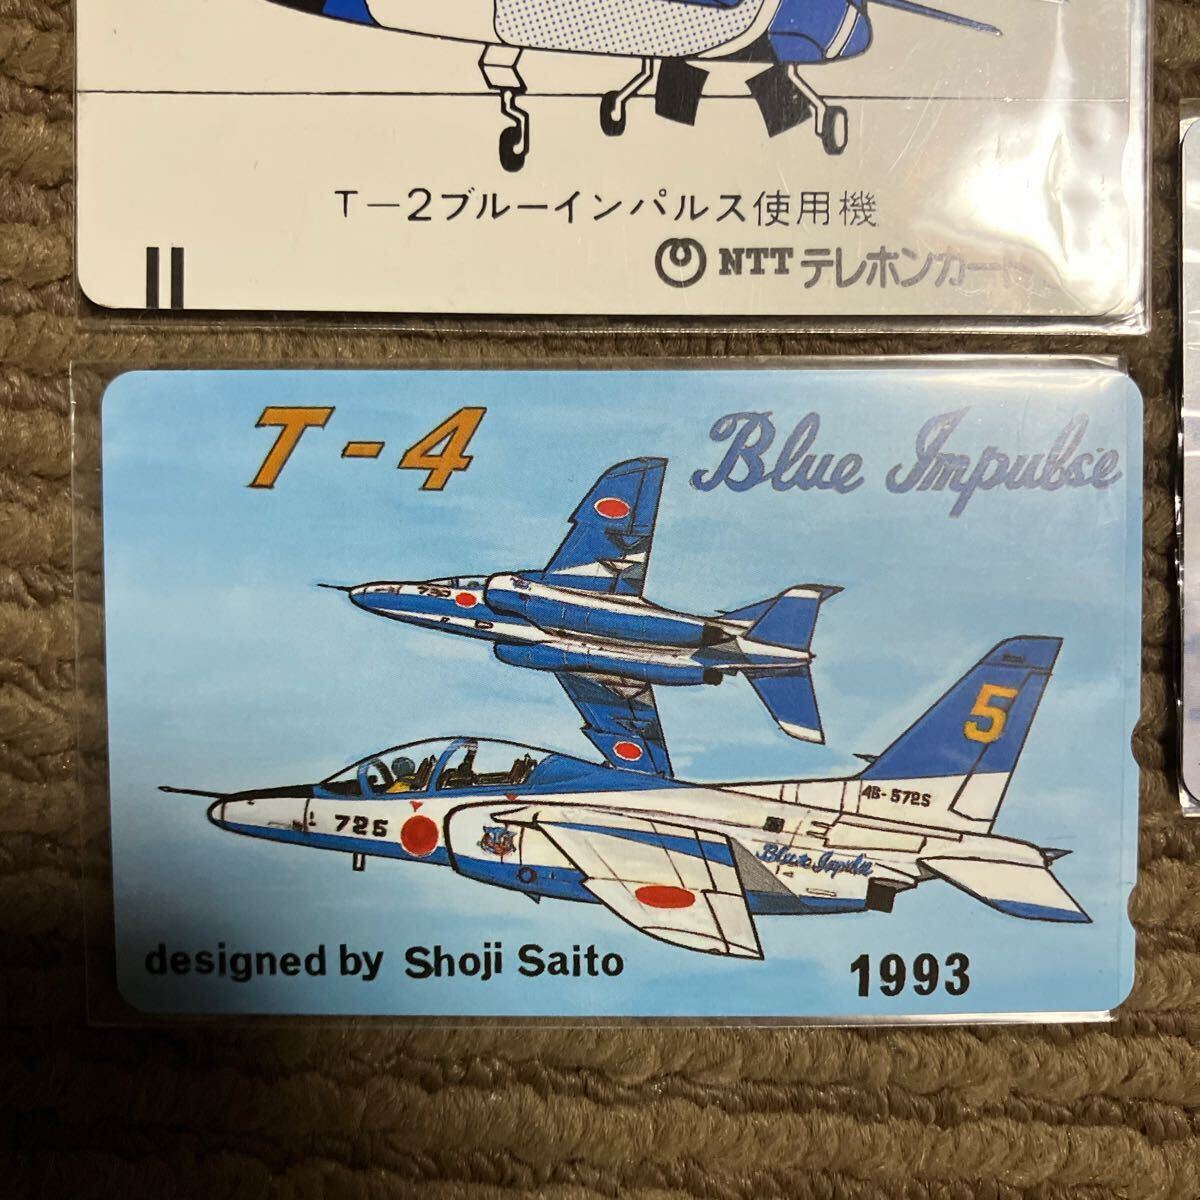 T-2ブルーインパルス使用機
NTT テレホンカード
T-4 Blue Impulse
730
5
46-5725
725
Blue Impulse
designed by Shoji Saito
1993